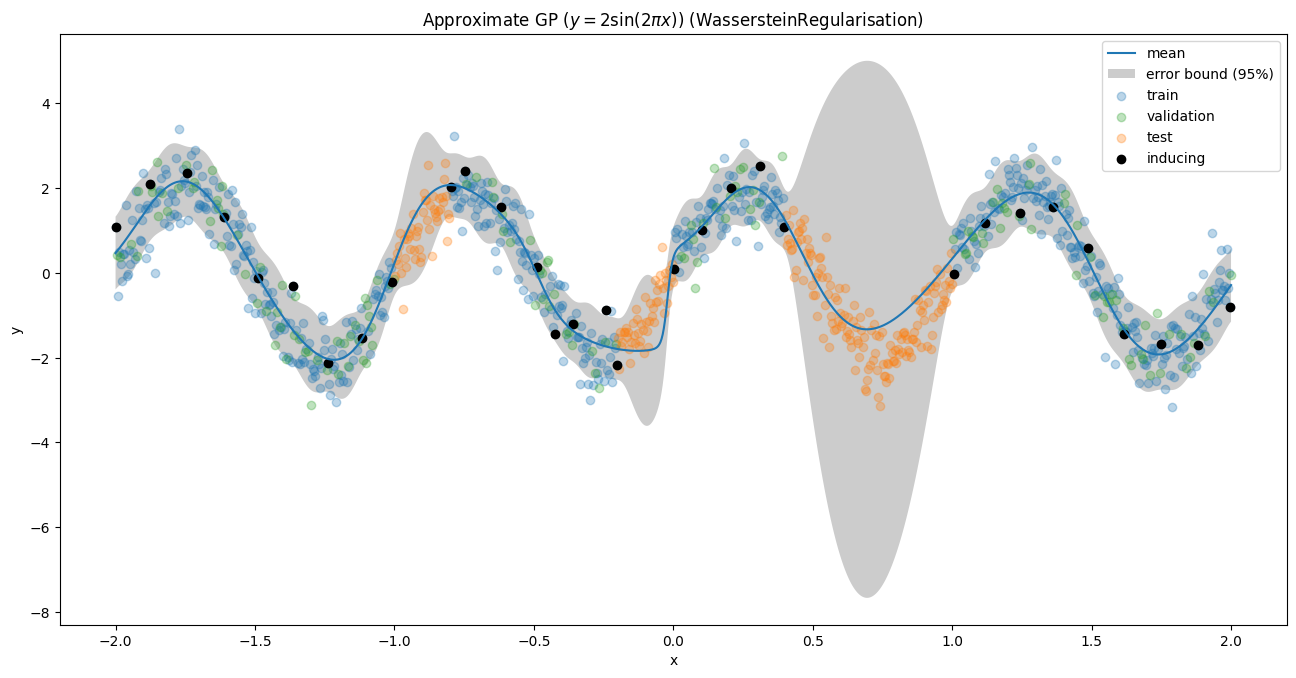 Approximate GP (y = 2sin(2πx)) (WassersteinRegularisation)
mean
error bound (95%)
train
validation
test
inducing
4
2
0
−2
−4
−6
−8
y
−2.0 −1.5 −1.0 −0.5 0.0 0.5 1.0 1.5 2.0
x